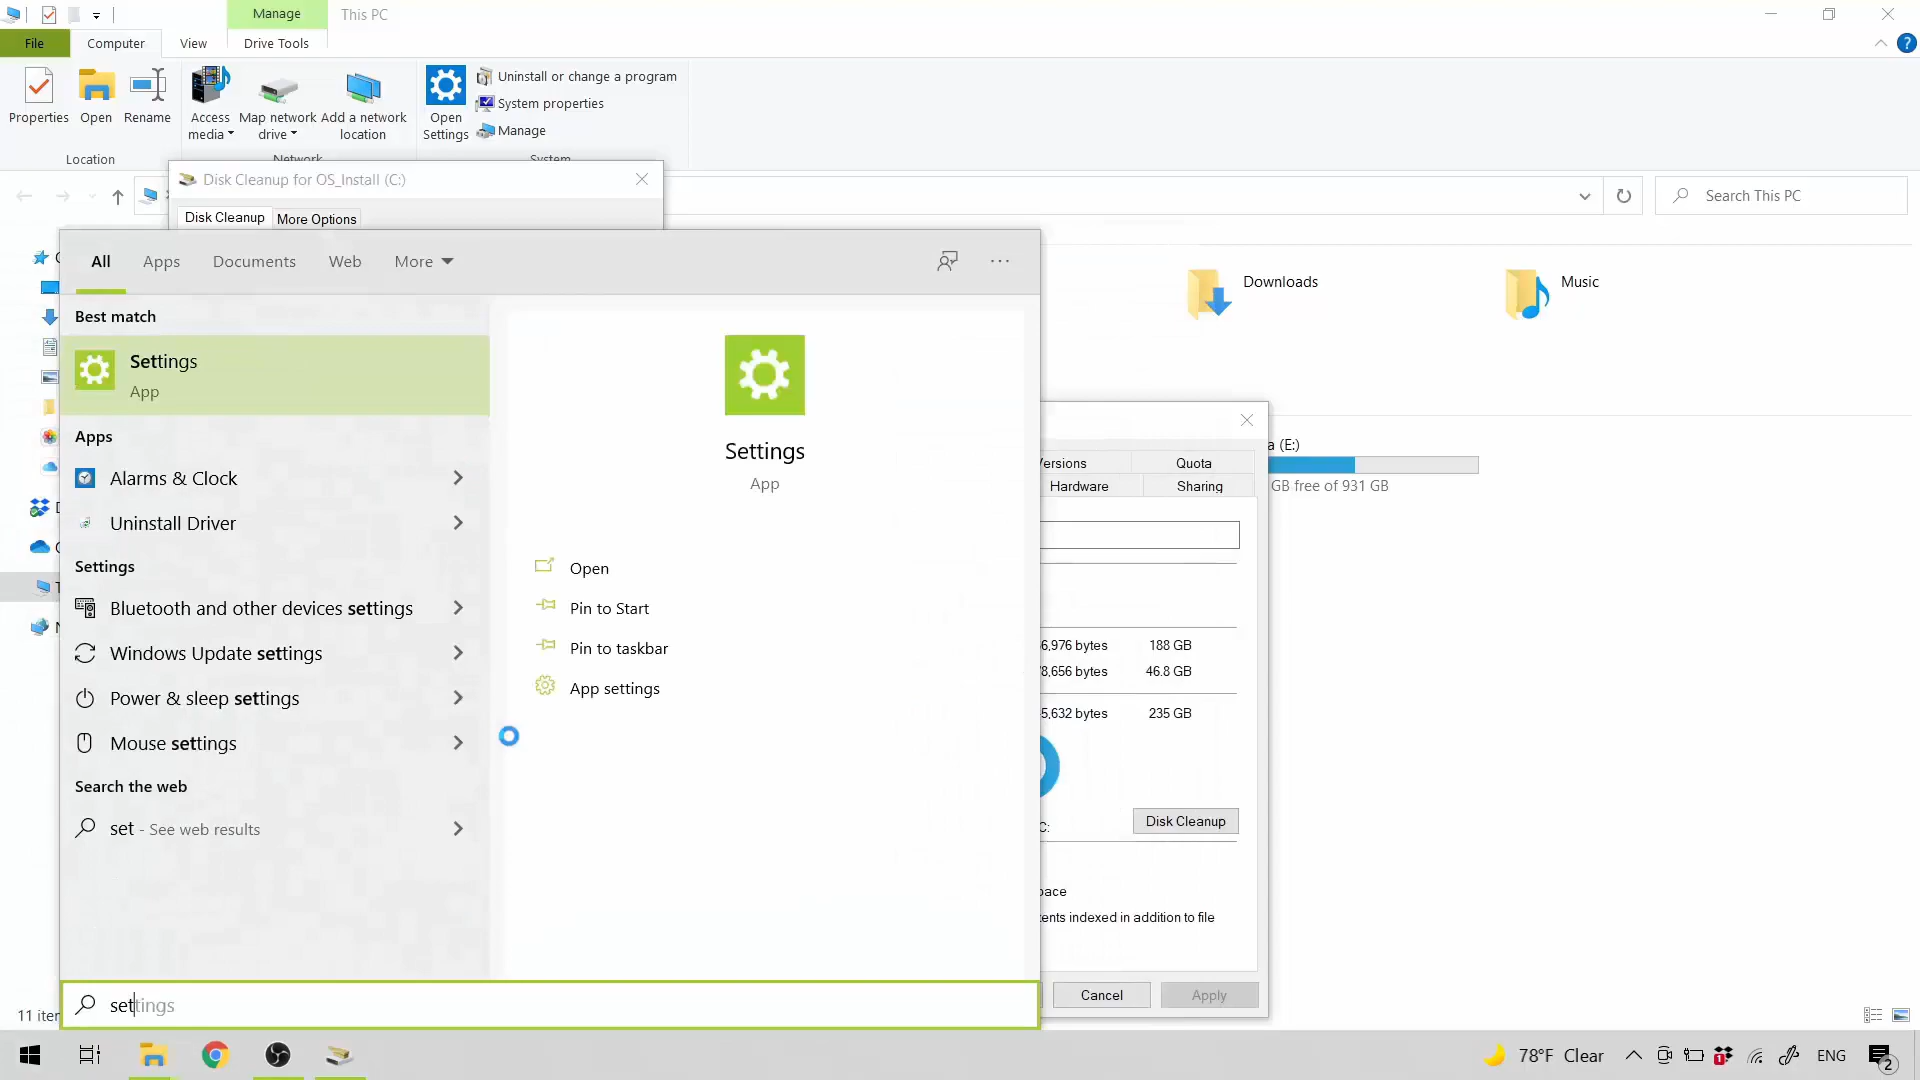 Manage
This PC
File
Computer
View
Drive Tools
Properties
Open
Rename
Access media
Map network drive
Add a network location
Open Settings
Uninstall or change a program
System properties
Manage
Location
Network
System
Disk Cleanup for OS_Install (C:)
Disk Cleanup
More Options
Search This PC
All
Apps
Documents
Web
More
Best match
Settings
App
Apps
Alarms & Clock
Uninstall Driver
Settings
Bluetooth and other devices settings
Windows Update settings
Power & sleep settings
Mouse settings
Search the web
set - See web results
Settings
App
Open
Pin to Start
Pin to taskbar
App settings
settings
Downloads
Music
a (E:)
GB free of 931 GB
Versions
Quota
Hardware
Sharing
6,976 bytes 188 GB
8,656 bytes 46.8 GB
5,632 bytes 235 GB
C:
Disk Cleanup
pace
ents indexed in addition to file
Cancel
Apply
11 iter
78°F Clear
1
ENG
2